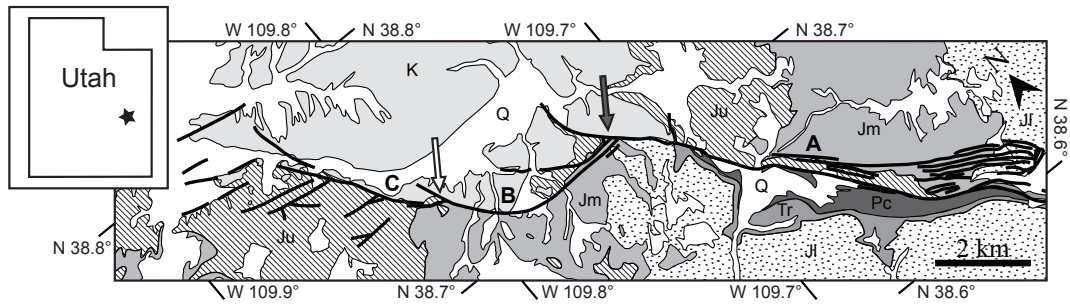 W 109.8° N 38.8° W 109.7° N 38.7°
Utah
K
Q
Ju
Jm
Jl
N
N 38.6°
A
C
B
Jm
Q
Tr
Pc
Ju
Jl
2 km
N 38.8°
W 109.9° N 38.7° W 109.8° W 109.7° N 38.6°